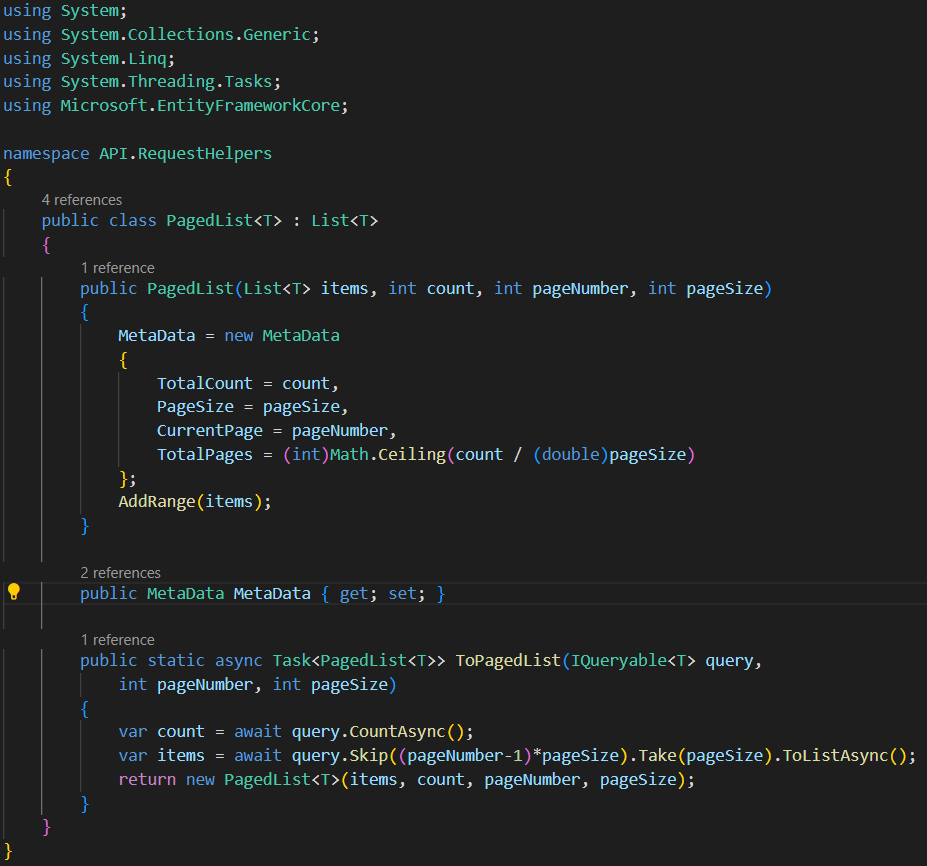 using System;
using System.Collections.Generic;
using System.Linq;
using System.Threading.Tasks;
using Microsoft.EntityFrameworkCore;

namespace API.RequestHelpers
{
    4 references
    public class PagedList<T> : List<T>
    {
        1 reference
        public PagedList(List<T> items, int count, int pageNumber, int pageSize)
        {
            MetaData = new MetaData
            {
                TotalCount = count,
                PageSize = pageSize,
                CurrentPage = pageNumber,
                TotalPages = (int)Math.Ceiling(count / (double)pageSize)
            };
            AddRange(items);
        }

        2 references
        public MetaData MetaData { get; set; }

        1 reference
        public static async Task<PagedList<T>> ToPagedList(IQueryable<T> query,
            int pageNumber, int pageSize)
        {
            var count = await query.CountAsync();
            var items = await query.Skip((pageNumber-1)*pageSize).Take(pageSize).ToListAsync();
            return new PagedList<T>(items, count, pageNumber, pageSize);
        }
    }
}